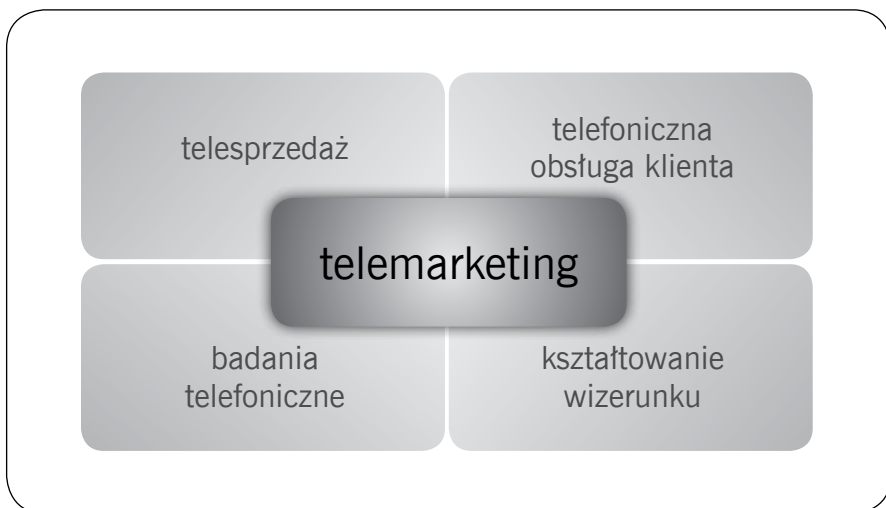 telesprzedaż
telefoniczna
obsługa klienta
telemarketing
badania
telefoniczne
kształtowanie
wizerunku